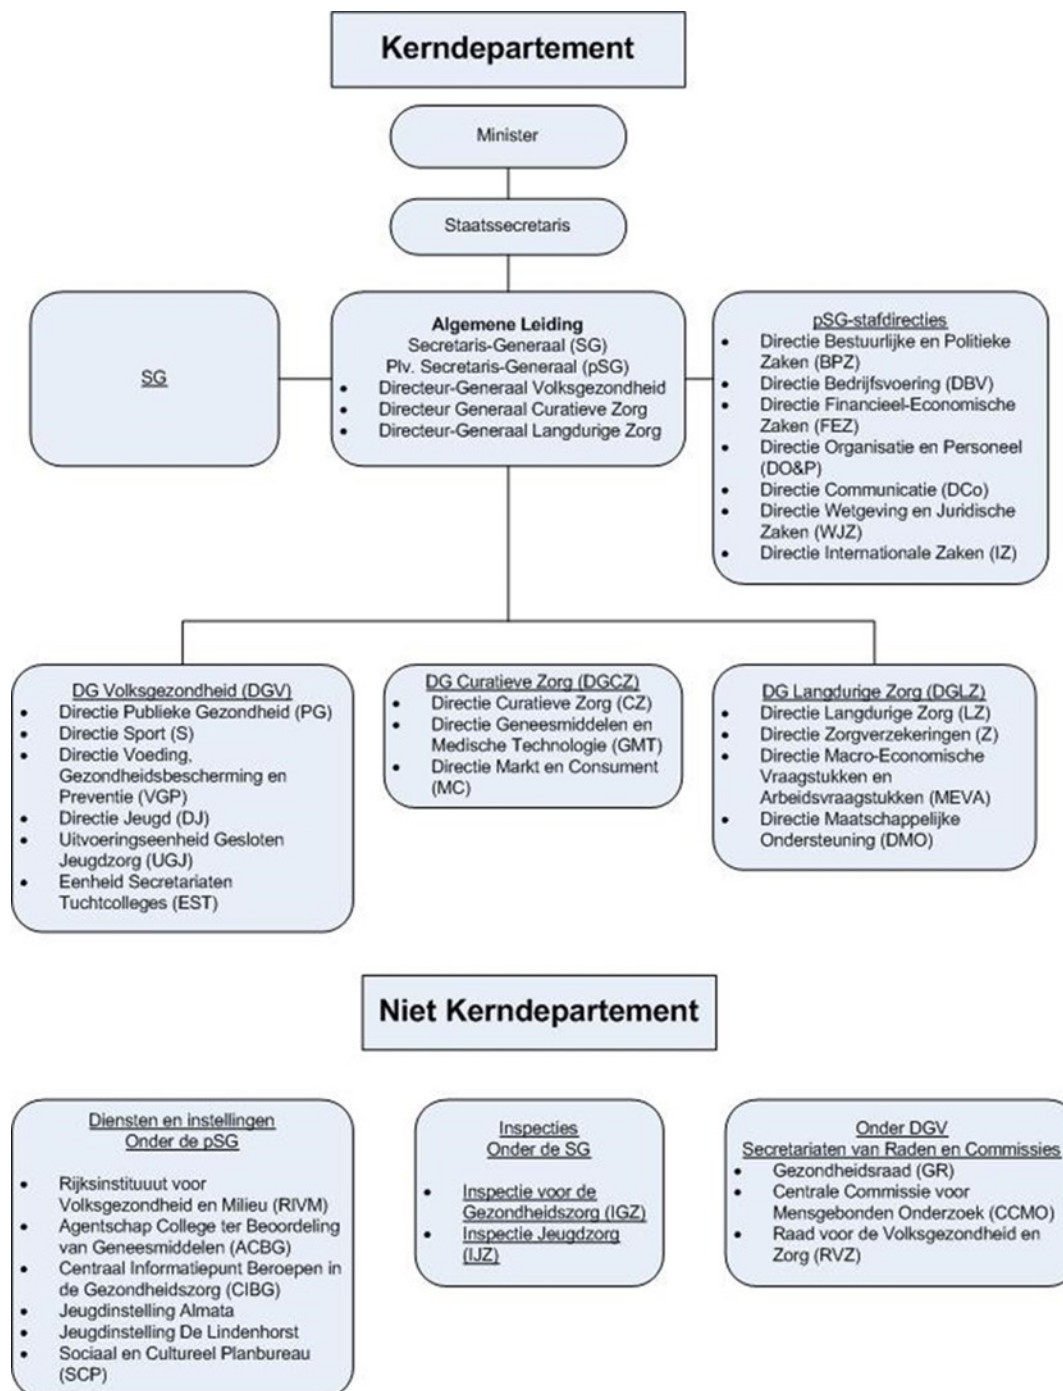 Kerndepartement
Minister
Staatssecretaris
SG
Algemene Leiding
Secretaris-Generaal (SG)
Plv. Secretaris-Generaal (pSG)
• Directeur-Generaal Volksgezondheid
• Directeur Generaal Curatieve Zorg
• Directeur-Generaal Langdurige Zorg
pSG-stafdirecties
• Directie Bestuurlijke en Politieke
Zaken (BPZ)
• Directie Bedrijfsvoering (DBV)
• Directie Financieel-Economische
Zaken (FEZ)
• Directie Organisatie en Personeel
(DO&P)
• Directie Communicatie (DCo)
• Directie Wetgeving en Juridische
Zaken (WJZ)
• Directie Internationale Zaken (IZ)
DG Volksgezondheid (DGV)
• Directie Publieke Gezondheid (PG)
• Directie Sport (S)
• Directie Voeding,
Gezondheidsbescherming en
Preventie (VGP)
• Directie Jeugd (DJ)
• Uitvoeringseenheid Gesloten
Jeugdzorg (UGJ)
• Eenheid Secretariaten
Tuchtcolleges (EST)
DG Curatieve Zorg (DGCZ)
• Directie Curatieve Zorg (CZ)
• Directie Geneesmiddelen en
Medische Technologie (GMT)
• Directie Markt en Consument
(MC)
DG Langdurige Zorg (DGLZ)
• Directie Langdurige Zorg (LZ)
• Directie Zorgverzekeringen (Z)
• Directie Macro-Economische
Vraagstukken en
Arbeidsvraagstukken (MEVA)
• Directie Maatschappelijke
Ondersteuning (DMO)
Niet Kerndepartement
Diensten en instellingen
Onder de pSG
• Rijksinstituuut voor
Volksgezondheid en Milieu (RIVM)
• Agentschap College ter Beoordeling
van Geneesmiddelen (ACBG)
• Centraal Informatiepunt Beroepen in
de Gezondheidszorg (CIBG)
• Jeugdinstelling Almata
• Jeugdinstelling De Lindenhorst
• Sociaal en Cultureel Planbureau
(SCP)
Inspecties
Onder de SG
• Inspectie voor de
Gezondheidszorg (IGZ)
• Inspectie Jeugdzorg
(IJZ)
Onder DGV
Secretariaten van Raden en Commissies
• Gezondheidsraad (GR)
• Centrale Commissie voor
Mensgebonden Onderzoek (CCMO)
• Raad voor de Volksgezondheid en
Zorg (RVZ)